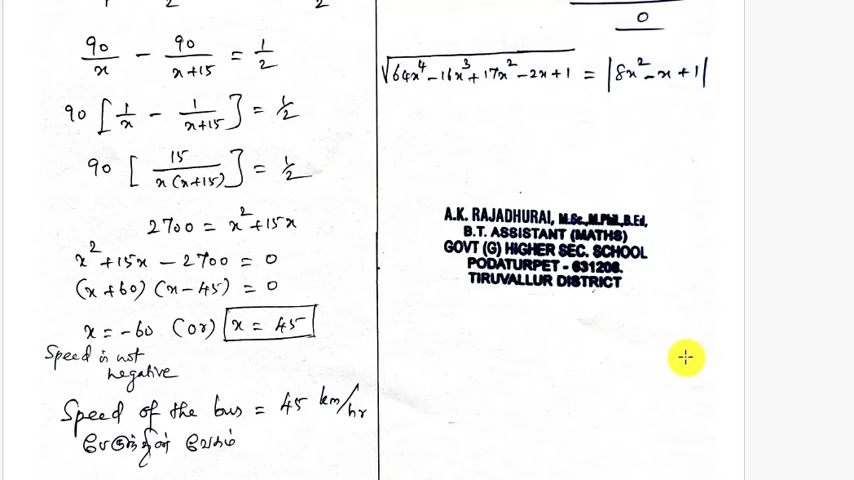 90/x - 90/(x+15) = 1/2
90 [1/x - 1/(x+15)] = 1/2
90 [15/(x(x+15))] = 1/2
2700 = x²+15x
x²+15x - 2700 = 0
(x+60) (x-45) = 0
x = -60 (or) x = 45
Speed is not
negative
Speed of the bus = 45 km/hr
பேருந்தின் வேகம்
0
√(64x⁴-16x³+17x²-2x+1) = |8x²-x+1|
A.K. RAJADHURAI, M.Sc.,M.Phil.,B.Ed,
B.T. ASSISTANT (MATHS)
GOVT (G) HIGHER SEC. SCHOOL
PODATURPET - 631208.
TIRUVALLUR DISTRICT